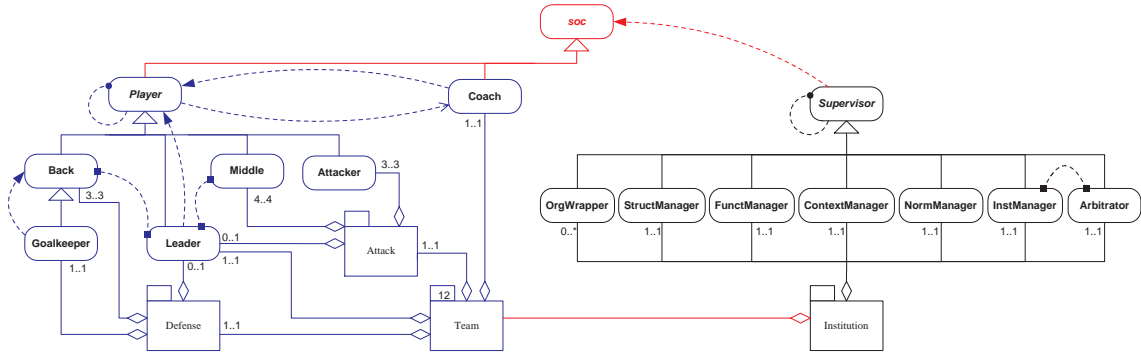 soc
Player
Coach
Supervisor
1..1
Back
Middle
Attacker
3..3
3..3
4..4
OrgWrapper
StructManager
FunctManager
ContextManager
NormManager
InstManager
Arbitrator
0..*
1..1
1..1
1..1
1..1
1..1
1..1
Goalkeeper
Leader
0..1
Attack
1..1
1..1
0..1
1..1
12
Defense
1..1
Team
Institution